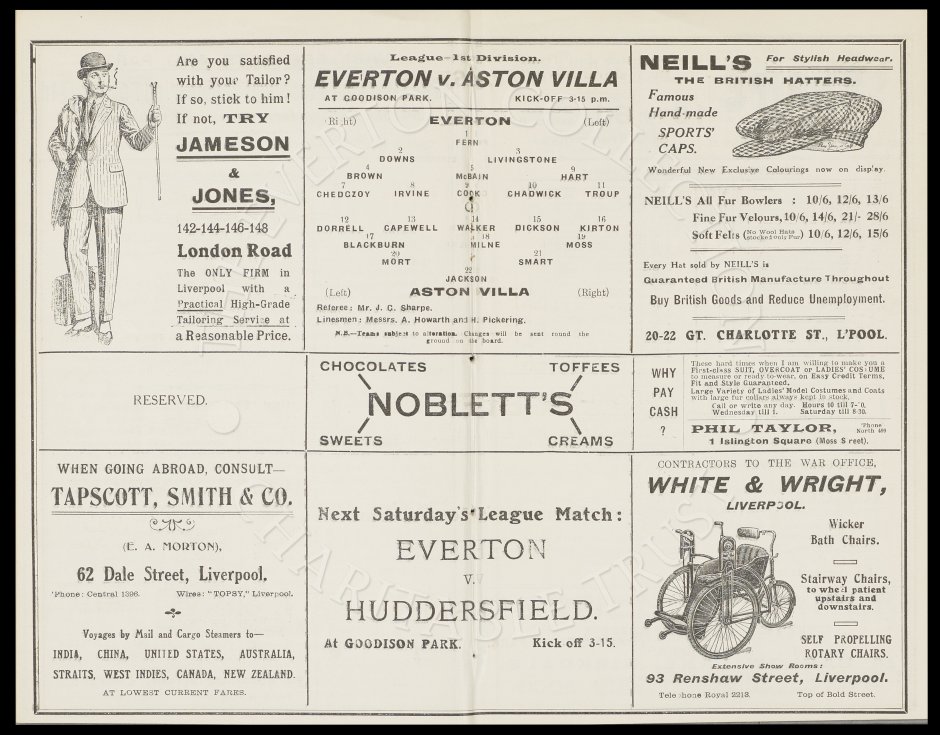 Are you satisfied
with your Tailor?
If so, stick to him!
If not, TRY
JAMESON
&
JONES,
142-144-146-148
London Road
The ONLY FIRM in
Liverpool with a
Practical High-Grade
Tailoring Service at
a Reasonable Price.
League—1st Division.
EVERTON v. ASTON VILLA
AT GOODISON PARK. KICK-OFF 3-15 p.m.
(Right) EVERTON (Left)
1
FERN
2 3
DOWNS LIVINGSTONE
4 5 9
BROWN McBAIN HART
7 8 9 10 11
CHEDGZOY IRVINE COCK CHADWICK TROUP
12 13 14 15 16
DORRELL CAPEWELL WALKER DICKSON KIRTON
17 18 19
BLACKBURN MILNE MOSS
20 21
MORT SMART
22
JACKSON
(Left) ASTON VILLA (Right)
Referee: Mr. J. C. Sharpe.
Linesmen: Messrs. A. Howarth and H. Pickering.
N.B.—Teams subject to alteration. Changes will be sent round the
ground on the board.
NEILL'S For Stylish Headwear.
THE BRITISH HATTERS.
Famous
Hand-made
SPORTS'
CAPS.
Wonderful New Exclusive Colourings now on display.
NEILL'S All Fur Bowlers : 10/6, 12/6, 13/6
Fine Fur Velours, 10/6, 14/6, 21/- 28/6
Soft Felts (No Wool Hats stocked only Fur) 10/6, 12/6, 15/6
Every Hat sold by NEILL'S is
Guaranteed British Manufacture Throughout
Buy British Goods and Reduce Unemployment.
20-22 GT. CHARLOTTE ST., L'POOL.
RESERVED.
CHOCOLATES TOFFEES
NOBLETT'S
SWEETS CREAMS
WHY
PAY
CASH
?
These hard times when I am willing to make you a
First-class SUIT, OVERCOAT or LADIES' COSTUME
to measure or ready-to-wear, on Easy Credit Terms,
Fit and Style Guaranteed.
Large Variety of Ladies' Model Costumes and Coats
with large fur collars always kept in stock.
Call or write any day. Hours 10 till 7-30,
Wednesday till 1. Saturday till 8-30.
PHIL TAYLOR, 'Phone North 499
1 Islington Square (Moss Street).
WHEN GOING ABROAD, CONSULT—
TAPSCOTT, SMITH & CO.
(E. A. MORTON),
62 Dale Street, Liverpool.
'Phone: Central 1396. Wires: "TOPSY," Liverpool.
Voyages by Mail and Cargo Steamers to—
INDIA, CHINA, UNITED STATES, AUSTRALIA,
STRAITS, WEST INDIES, CANADA, NEW ZEALAND.
AT LOWEST CURRENT FARES.
Next Saturday's League Match:
EVERTON
V.
HUDDERSFIELD.
At GOODISON PARK. Kick off 3-15.
CONTRACTORS TO THE WAR OFFICE,
WHITE & WRIGHT,
LIVERPOOL.
Wicker
Bath Chairs.
Stairway Chairs,
to wheel patient
upstairs and
downstairs.
SELF PROPELLING
ROTARY CHAIRS.
Extensive Show Rooms:
93 Renshaw Street, Liverpool.
Telephone Royal 2213. Top of Bold Street.
EVERTON COLLECTION
CHARITABLE TRUST